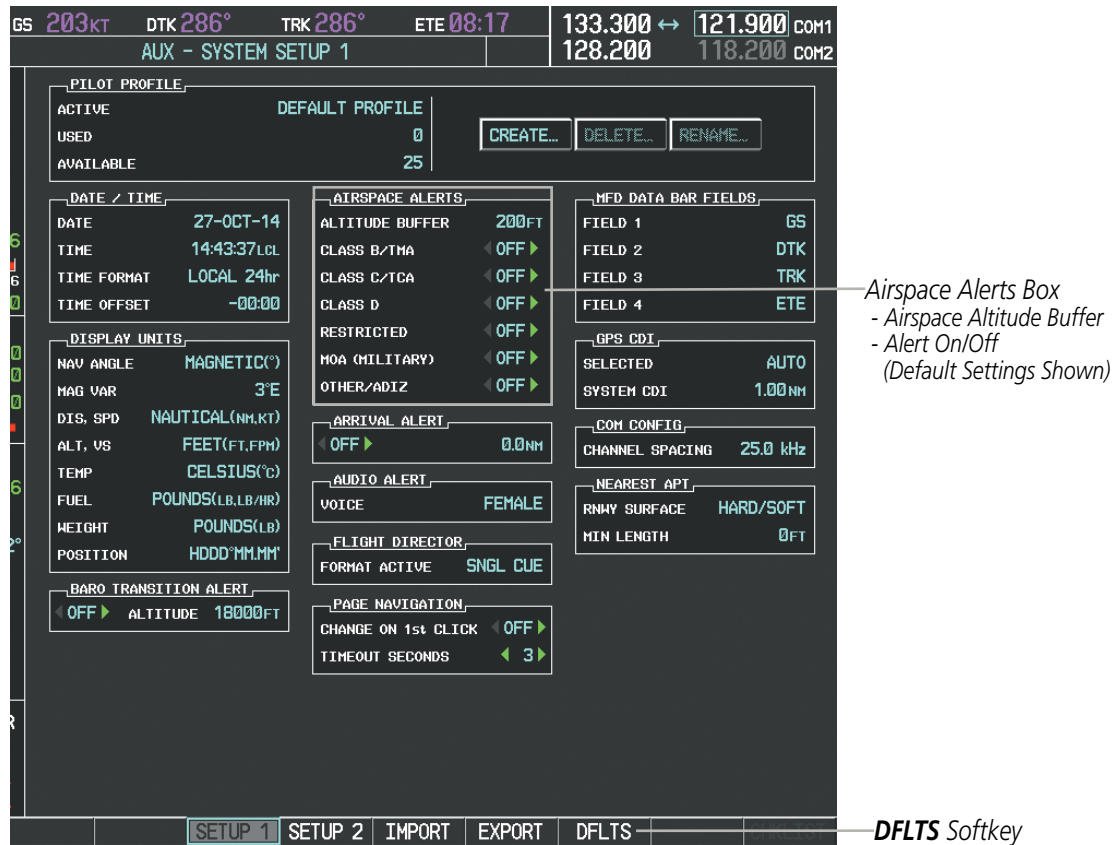 GS 203KT DTK 286° TRK 286° ETE 08:17
133.300 ↔ 121.900 COM1
AUX - SYSTEM SETUP 1
128.200 118.200 COM2
PILOT PROFILE
ACTIVE DEFAULT PROFILE
USED 0
AVAILABLE 25
CREATE… DELETE… RENAME…
DATE / TIME
DATE 27-OCT-14
TIME 14:43:37LCL
TIME FORMAT LOCAL 24hr
TIME OFFSET -00:00
DISPLAY UNITS
NAV ANGLE MAGNETIC(°)
MAG VAR 3°E
DIS, SPD NAUTICAL(NM,KT)
ALT, VS FEET(FT,FPM)
TEMP CELSIUS(°C)
FUEL POUNDS(LB,LB/HR)
WEIGHT POUNDS(LB)
POSITION HDDD°MM.MM'
BARO TRANSITION ALERT
OFF ALTITUDE 18000FT
AIRSPACE ALERTS
ALTITUDE BUFFER 200FT
CLASS B/TMA OFF
CLASS C/TCA OFF
CLASS D OFF
RESTRICTED OFF
MOA (MILITARY) OFF
OTHER/ADIZ OFF
ARRIVAL ALERT
OFF 0.0NM
AUDIO ALERT
VOICE FEMALE
FLIGHT DIRECTOR
FORMAT ACTIVE SNGL CUE
PAGE NAVIGATION
CHANGE ON 1st CLICK OFF
TIMEOUT SECONDS 3
MFD DATA BAR FIELDS
FIELD 1 GS
FIELD 2 DTK
FIELD 3 TRK
FIELD 4 ETE
GPS CDI
SELECTED AUTO
SYSTEM CDI 1.00NM
COM CONFIG
CHANNEL SPACING 25.0 kHz
NEAREST APT
RNWY SURFACE HARD/SOFT
MIN LENGTH 0FT
Airspace Alerts Box
- Airspace Altitude Buffer
- Alert On/Off
(Default Settings Shown)
SETUP 1 SETUP 2 IMPORT EXPORT DFLTS CHKLIST
DFLTS Softkey